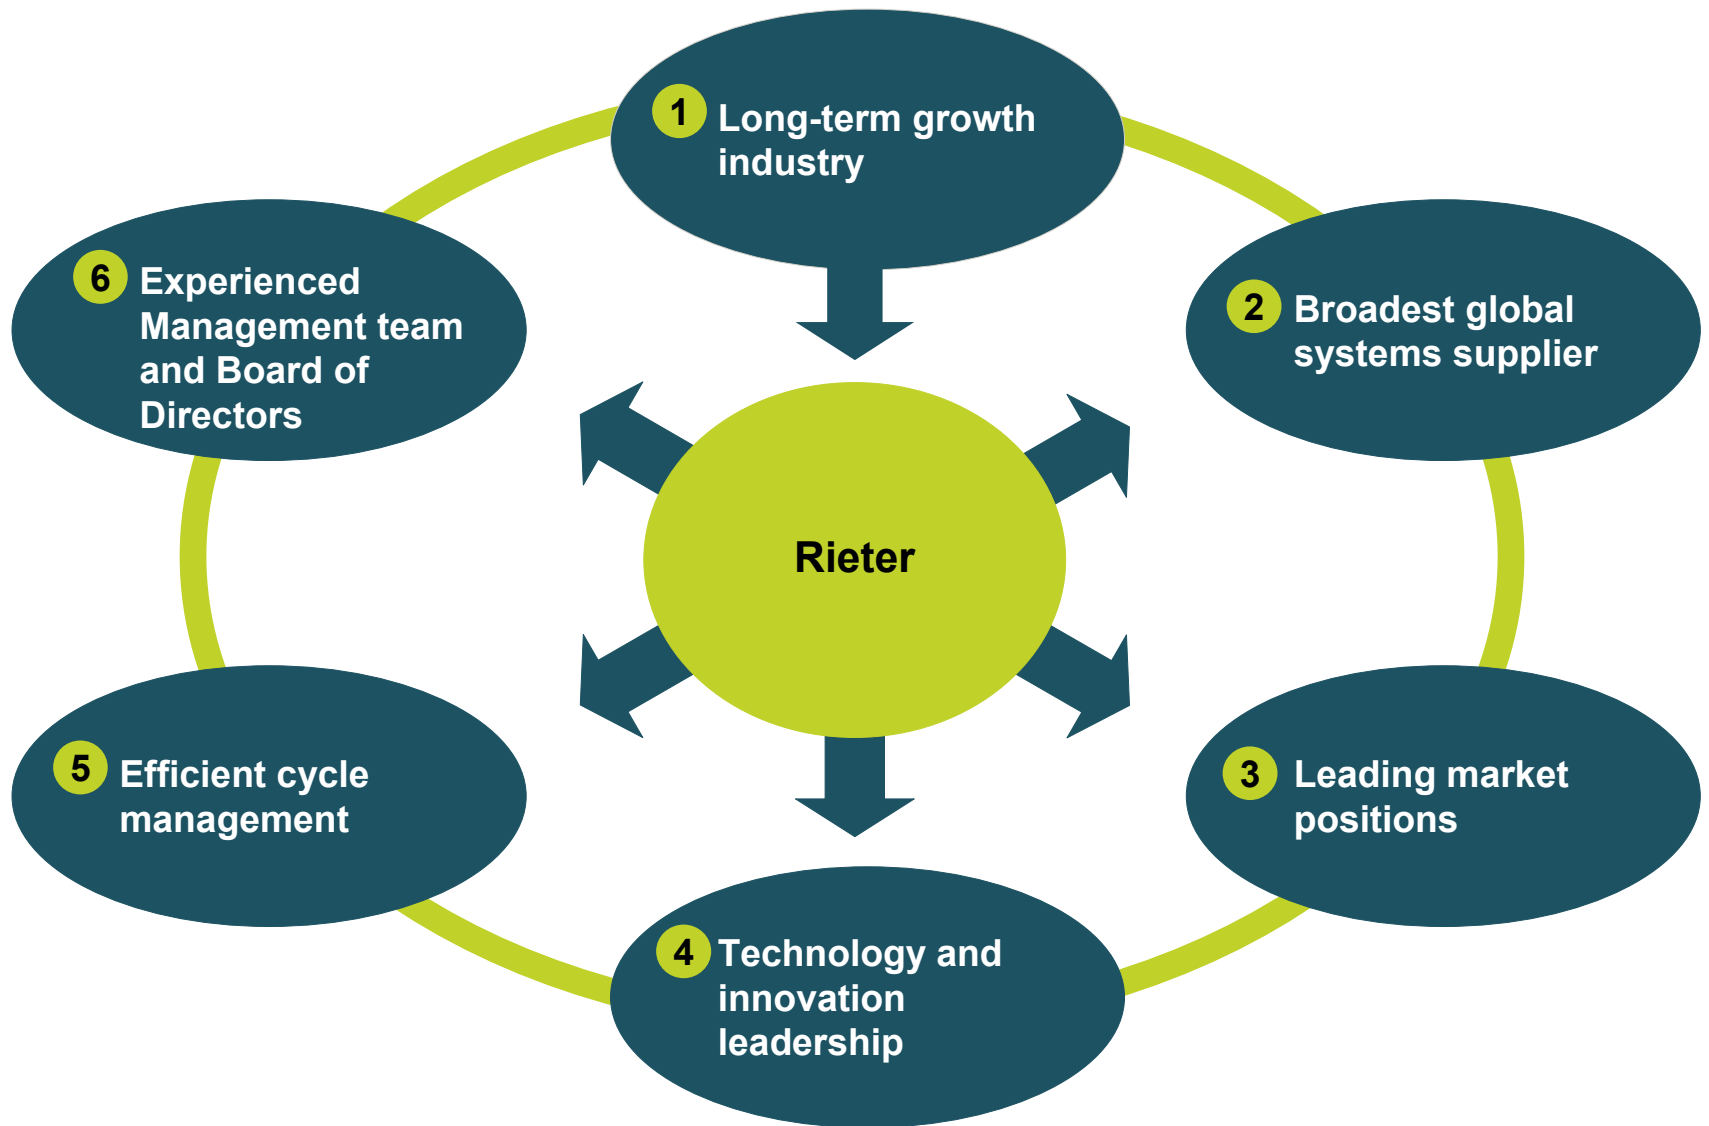 1 Long-term growth
industry
2 Broadest global
systems supplier
3 Leading market
positions
4 Technology and
innovation
leadership
5 Efficient cycle
management
6 Experienced
Management team
and Board of
Directors
Rieter